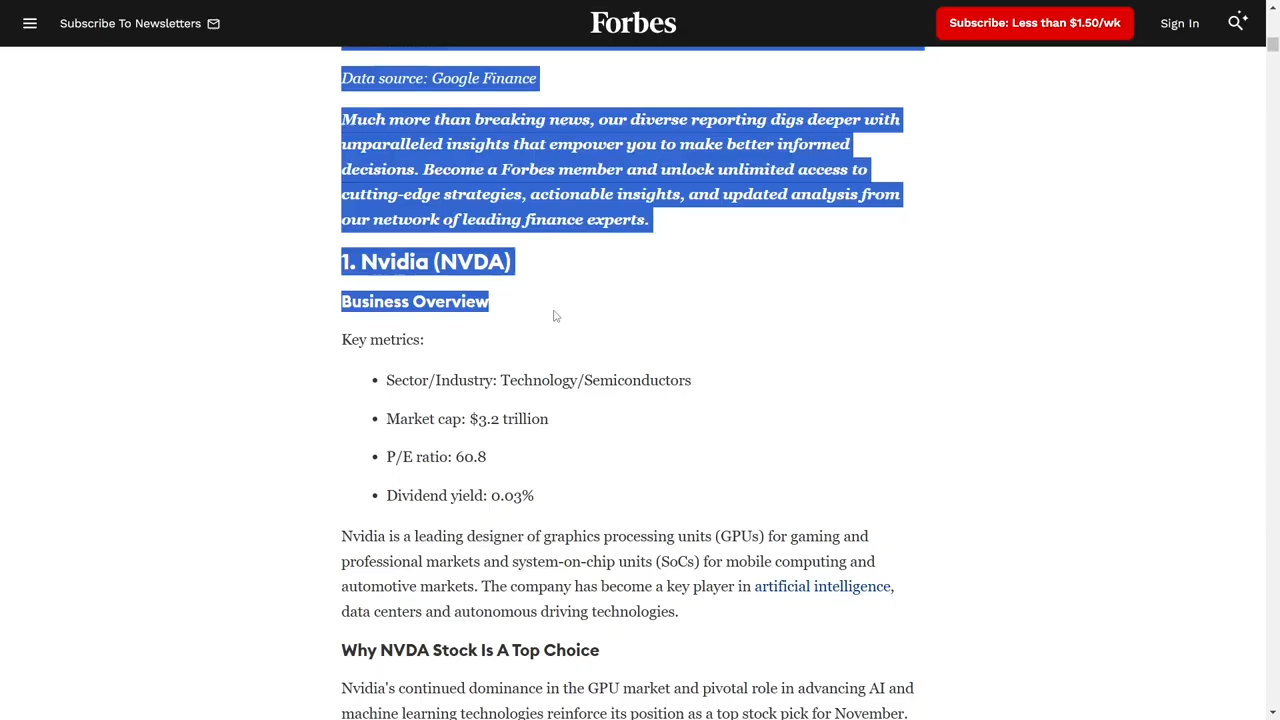 Subscribe To Newsletters
Forbes
Subscribe: Less than $1.50/wk
Sign In
Data source: Google Finance
Much more than breaking news, our diverse reporting digs deeper with
unparalleled insights that empower you to make better informed
decisions. Become a Forbes member and unlock unlimited access to
cutting-edge strategies, actionable insights, and updated analysis from
our network of leading finance experts.
1. Nvidia (NVDA)
Business Overview
Key metrics:
• Sector/Industry: Technology/Semiconductors
• Market cap: $3.2 trillion
• P/E ratio: 60.8
• Dividend yield: 0.03%
Nvidia is a leading designer of graphics processing units (GPUs) for gaming and
professional markets and system-on-chip units (SoCs) for mobile computing and
automotive markets. The company has become a key player in artificial intelligence,
data centers and autonomous driving technologies.
Why NVDA Stock Is A Top Choice
Nvidia's continued dominance in the GPU market and pivotal role in advancing AI and
machine learning technologies reinforce its position as a top stock pick for November.